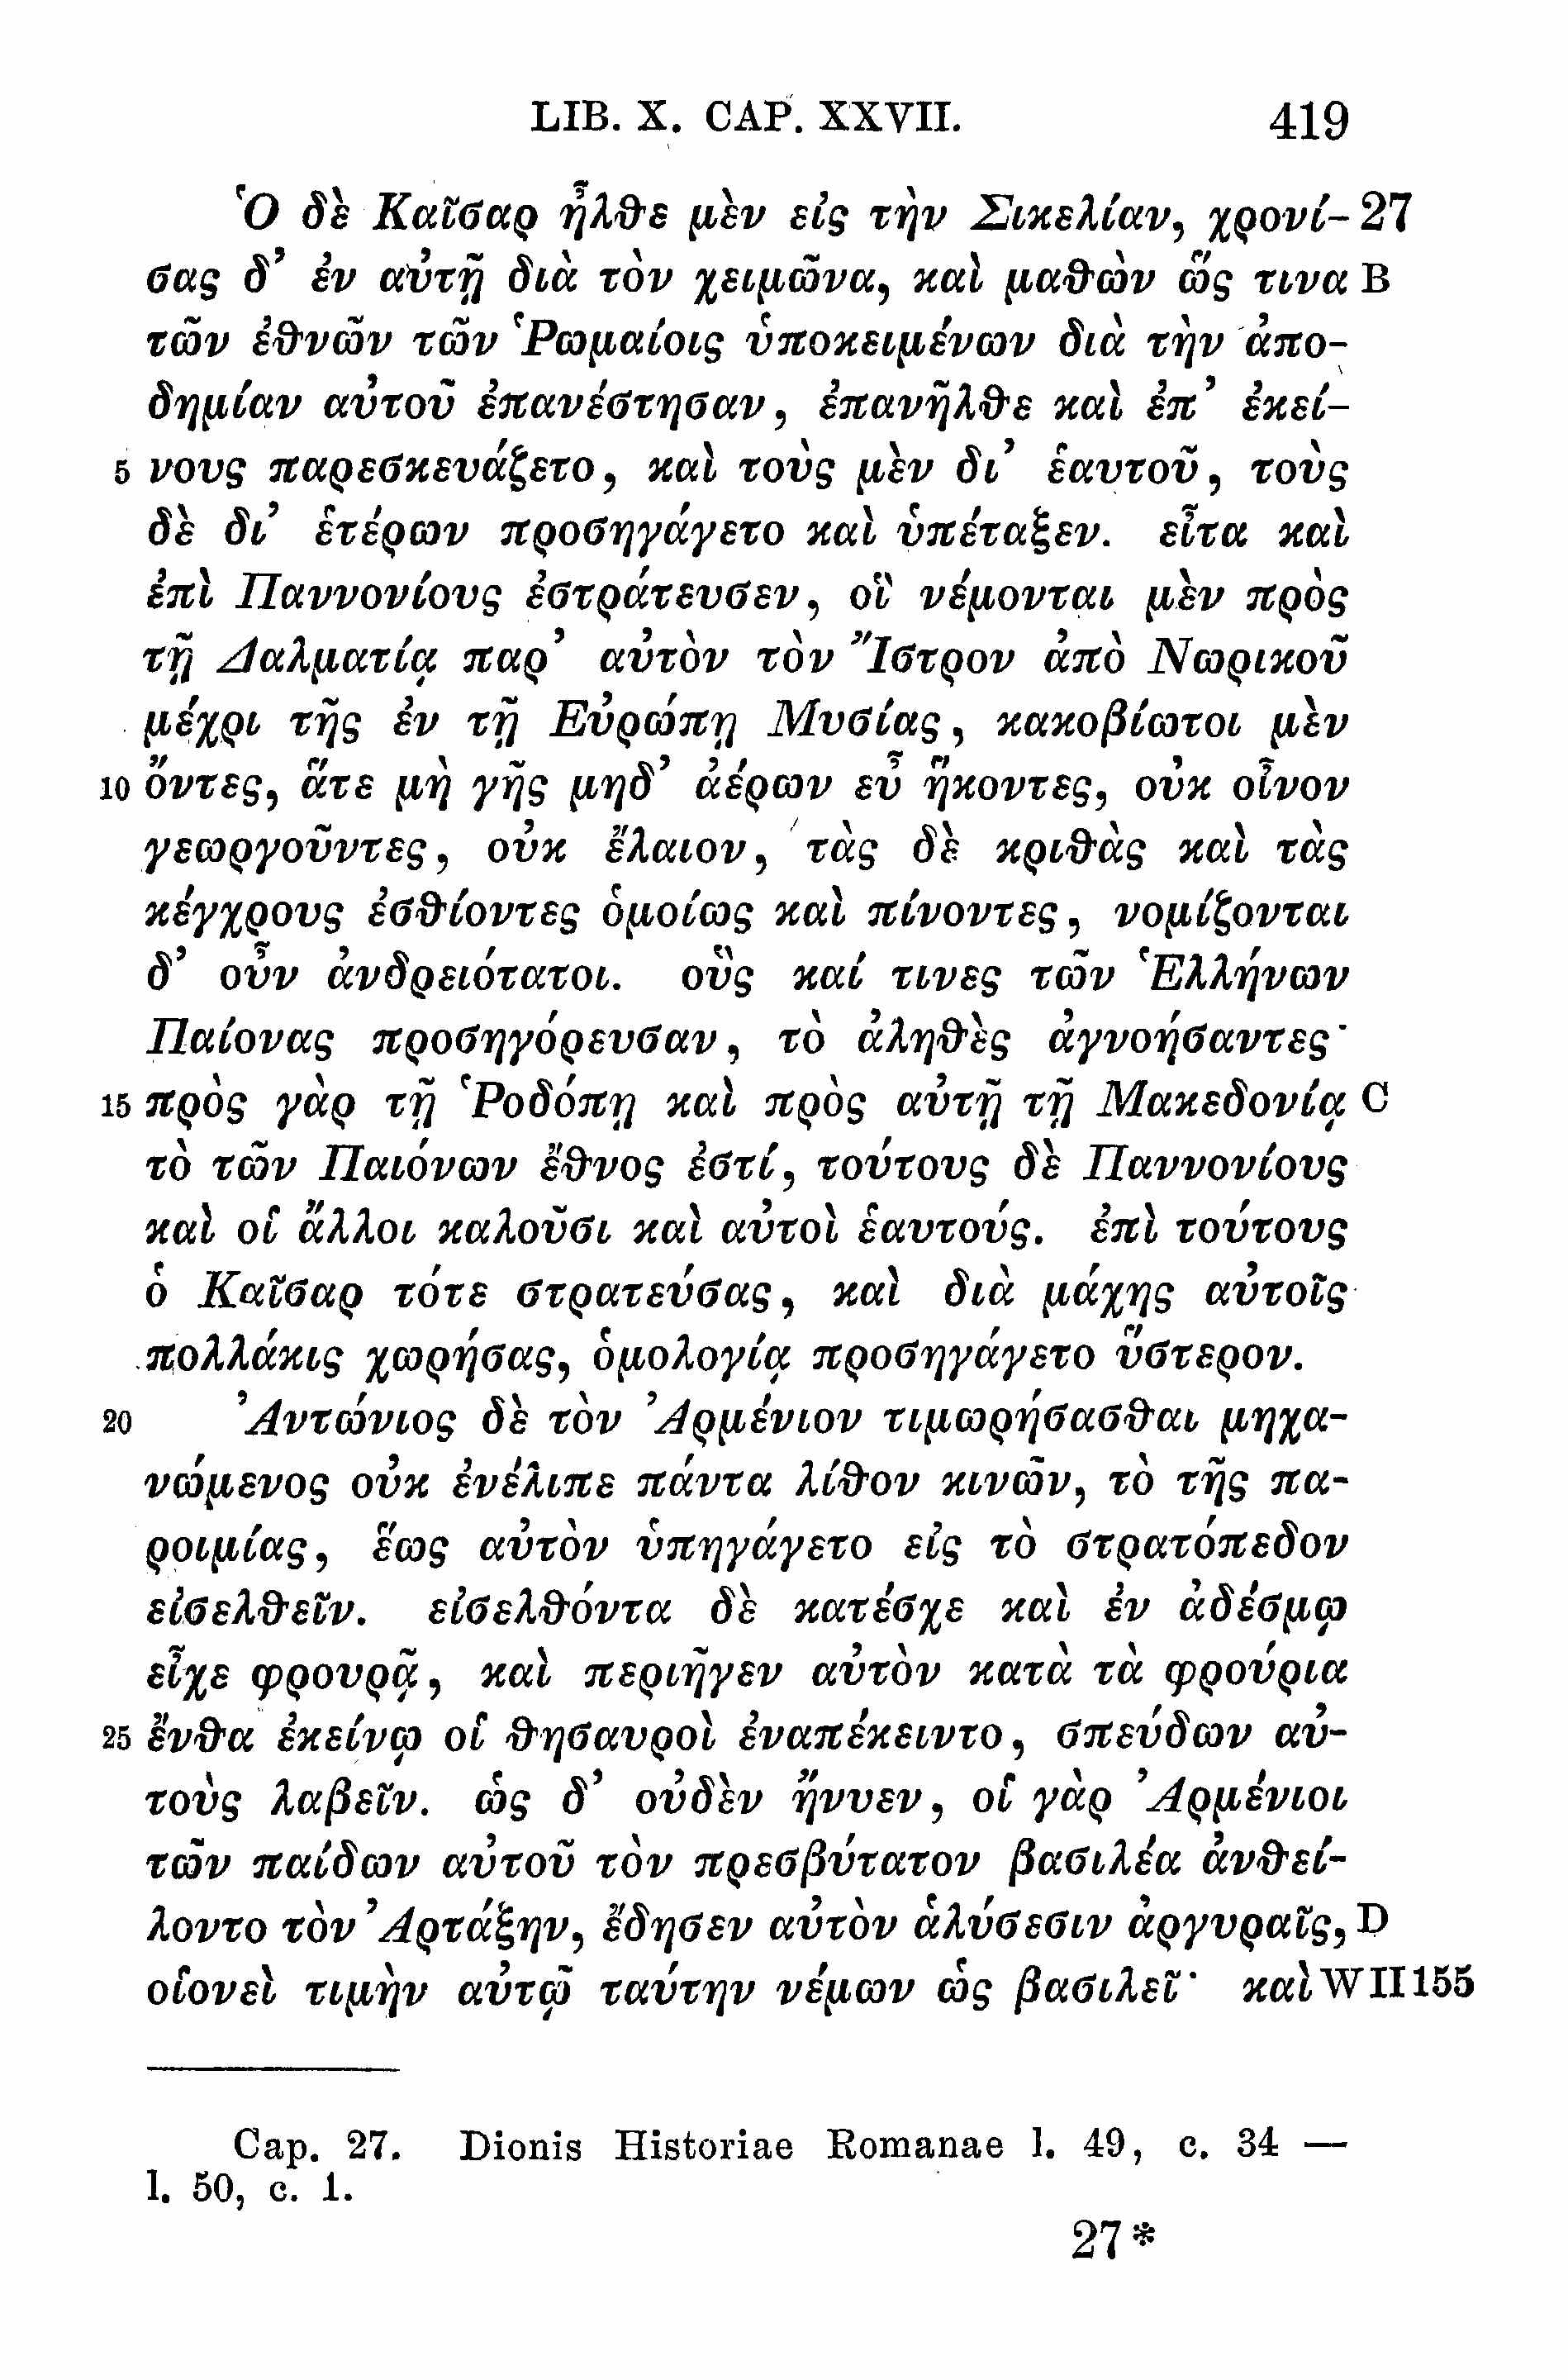 LIB. X. CAP. XXVII. 419
Ὁ δὲ Καῖσαρ ἦλθε μὲν εἰς τὴν Σικελίαν, χρονί- 27
σας δ’ ἐν αὐτῇ διὰ τὸν χειμῶνα, καὶ μαθὼν ὥς τινα B
τῶν ἐθνῶν τῶν Ῥωμαίοις ὑποκειμένων διὰ τὴν ἀπο-
δημίαν αὐτοῦ ἐπανέστησαν, ἐπανῆλθε καὶ ἐπ’ ἐκεί-
5 νους παρεσκευάζετο, καὶ τοὺς μὲν δι’ ἑαυτοῦ, τοὺς
δὲ δι’ ἑτέρων προσηγάγετο καὶ ὑπέταξεν. εἶτα καὶ
ἐπὶ Παννονίους ἐστράτευσεν, οἳ νέμονται μὲν πρὸς
τῇ Δαλματίᾳ παρ’ αὐτὸν τὸν Ἴστρον ἀπὸ Νωρικοῦ
μέχρι τῆς ἐν τῇ Εὐρώπῃ Μυσίας, κακοβίωτοι μὲν
10 ὄντες, ἅτε μὴ γῆς μηδ’ ἀέρων εὖ ἥκοντες, οὐκ οἶνον
γεωργοῦντες, οὐκ ἔλαιον, τὰς δὲ κριθὰς καὶ τὰς
κέγχρους ἐσθίοντες ὁμοίως καὶ πίνοντες, νομίζονται
δ’ οὖν ἀνδρειότατοι. οὓς καί τινες τῶν Ἑλλήνων
Παίονας προσηγόρευσαν, τὸ ἀληθὲς ἀγνοήσαντες·
15 πρὸς γὰρ τῇ Ῥοδόπῃ καὶ πρὸς αὐτῇ τῇ Μακεδονίᾳ C
τὸ τῶν Παιόνων ἔθνος ἐστί, τούτους δὲ Παννονίους
καὶ οἱ ἄλλοι καλοῦσι καὶ αὐτοὶ ἑαυτούς. ἐπὶ τούτους
ὁ Καῖσαρ τότε στρατεύσας, καὶ διὰ μάχης αὐτοῖς
πολλάκις χωρήσας, ὁμολογίᾳ προσηγάγετο ὕστερον.
20 Ἀντώνιος δὲ τὸν Ἀρμένιον τιμωρήσασθαι μηχα-
νώμενος οὐκ ἐνέλιπε πάντα λίθον κινῶν, τὸ τῆς πα-
ροιμίας, ἕως αὐτὸν ὑπηγάγετο εἰς τὸ στρατόπεδον
εἰσελθεῖν. εἰσελθόντα δὲ κατέσχε καὶ ἐν ἀδέσμῳ
εἶχε φρουρᾷ, καὶ περιῆγεν αὐτὸν κατὰ τὰ φρούρια
25 ἔνθα ἐκείνῳ οἱ θησαυροὶ ἐναπέκειντο, σπεύδων αὐ-
τοὺς λαβεῖν. ὡς δ’ οὐδὲν ἤνυεν, οἱ γὰρ Ἀρμένιοι
τῶν παίδων αὐτοῦ τὸν πρεσβύτατον βασιλέα ἀνθεί-
λοντο τὸν Ἀρτάξην, ἔδησεν αὐτὸν ἁλύσεσιν ἀργυραῖς, D
οἱονεὶ τιμὴν αὐτῷ ταύτην νέμων ὡς βασιλεῖ· καὶ W II 155
Cap. 27. Dionis Historiae Romanae l. 49, c. 34 —
l. 50, c. 1.
27*